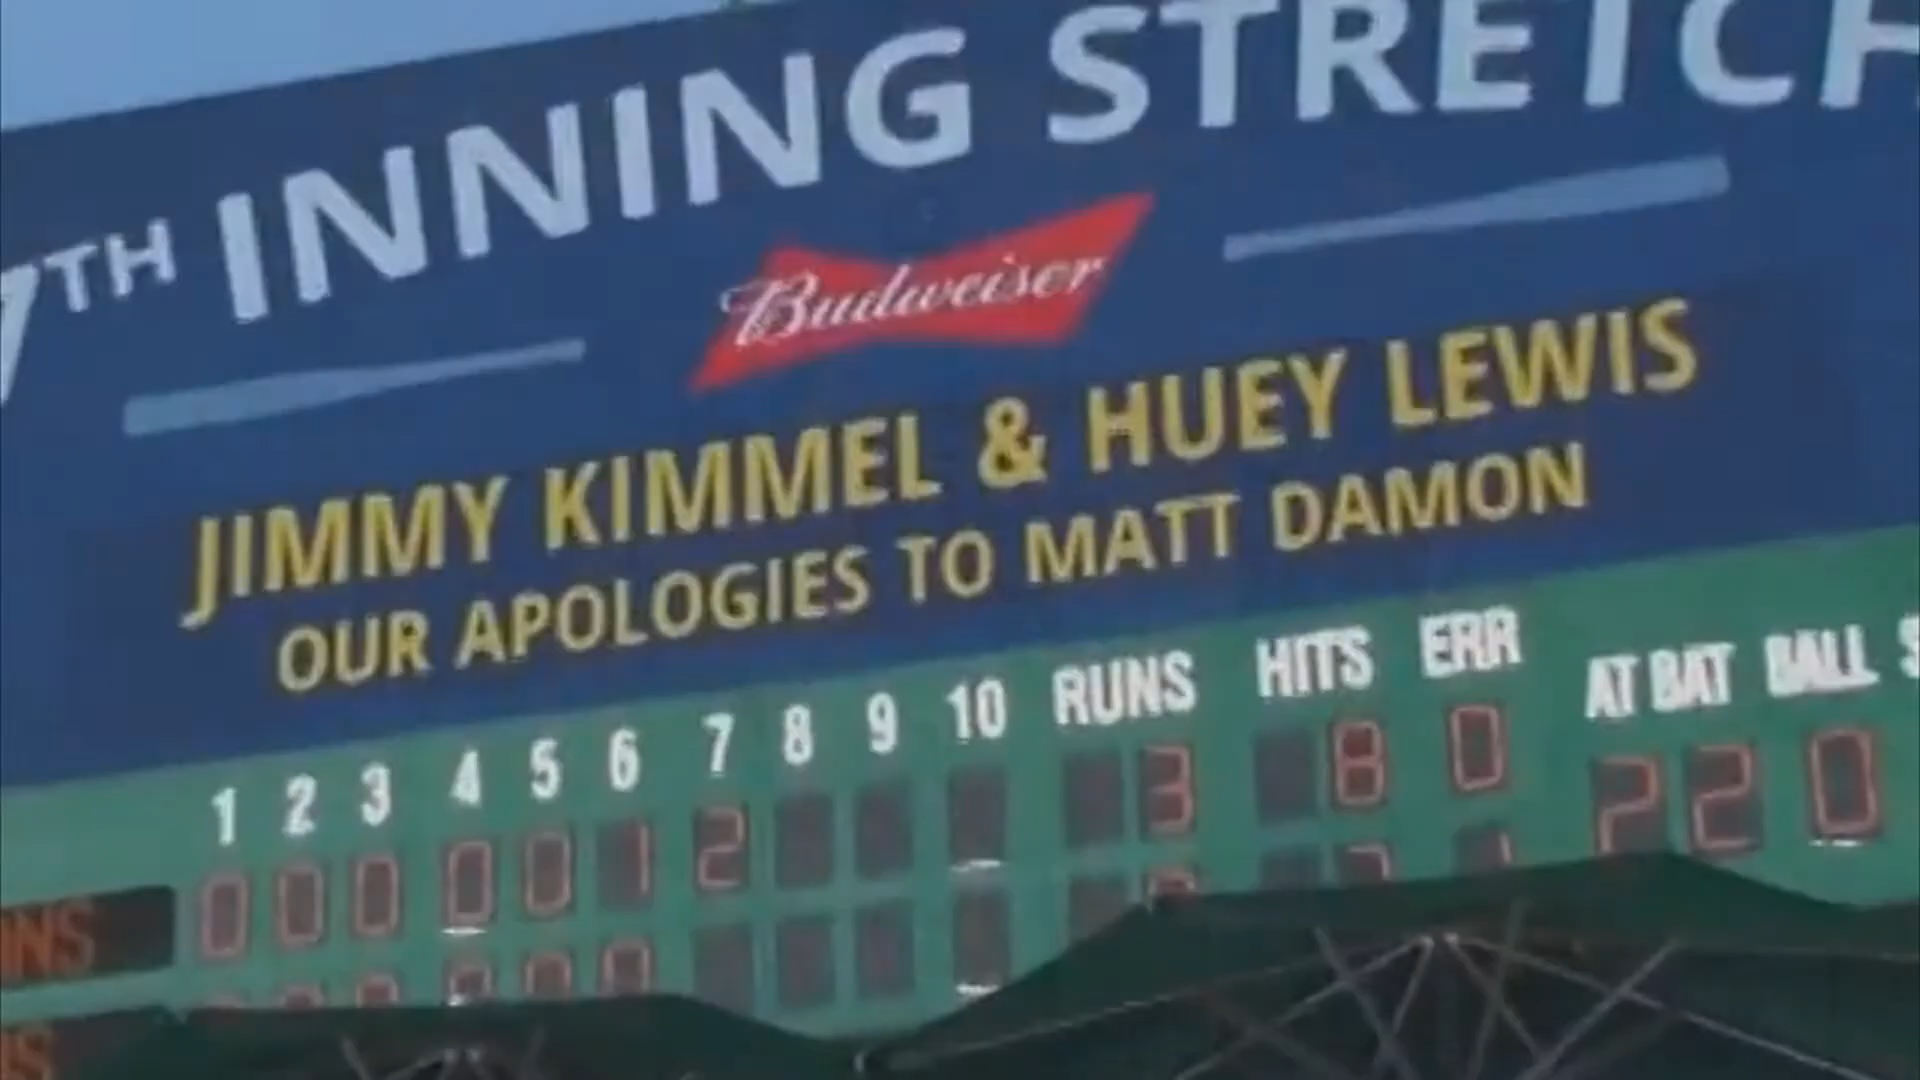 7TH INNING STRETCH
Budweiser
JIMMY KIMMEL & HUEY LEWIS
OUR APOLOGIES TO MATT DAMON
1 2 3 4 5 6 7 8 9 10 RUNS HITS ERR AT BAT BALL
0 0 0 0 0 1 2 3 8 0 22 0